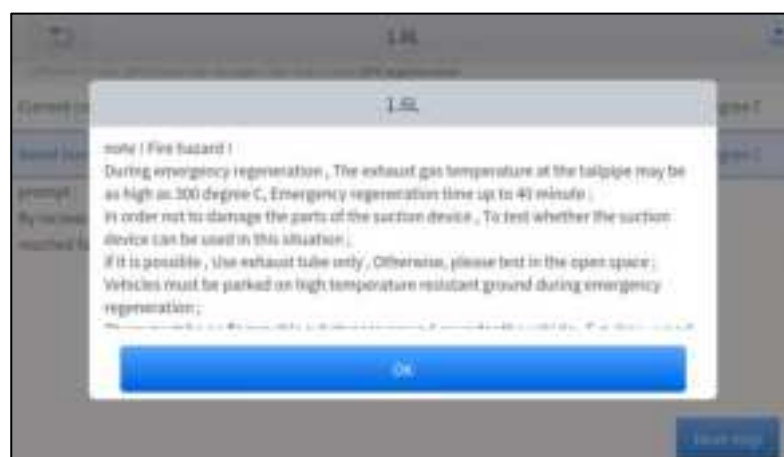 1.6L
1.6L
note ! Fire hazard !
During emergency regeneration , The exhaust gas temperature at the tailpipe may be
as high as 300 degree C, Emergency regeneration time up to 40 minute ;
In order not to damage the parts of the suction device , To test whether the suction
device can be used in this situation ;
if it is possible , Use exhaust tube only , Otherwise, please test in the open space ;
Vehicles must be parked on high temperature resistant ground during emergency
regeneration ;
OK